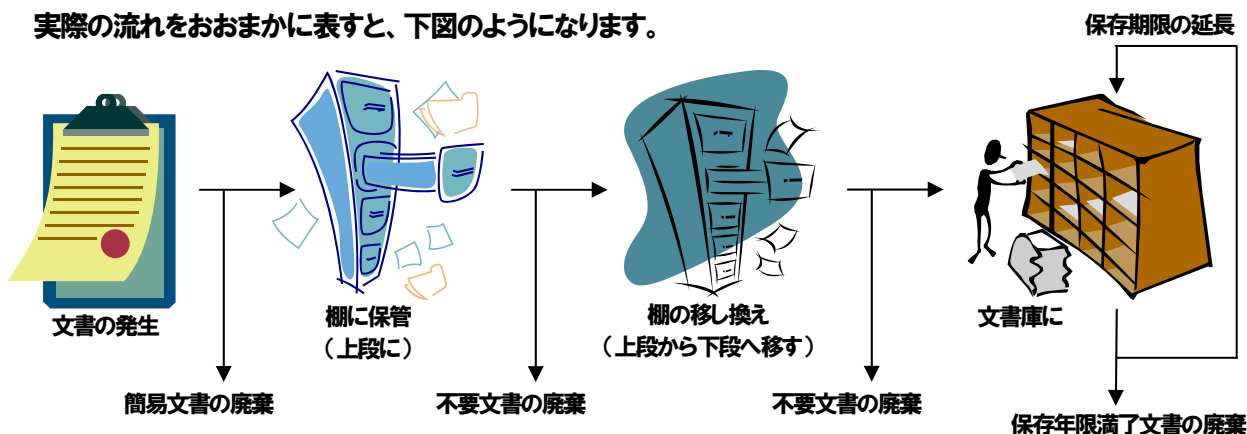 実際の流れをおおまかに表すと、下図のようになります。
保存期限の延長
文書の発生
棚に保管
（上段に）
棚の移し換え
（上段から下段へ移す）
文書庫に
簡易文書の廃棄
不要文書の廃棄
不要文書の廃棄
保存年限満了文書の廃棄